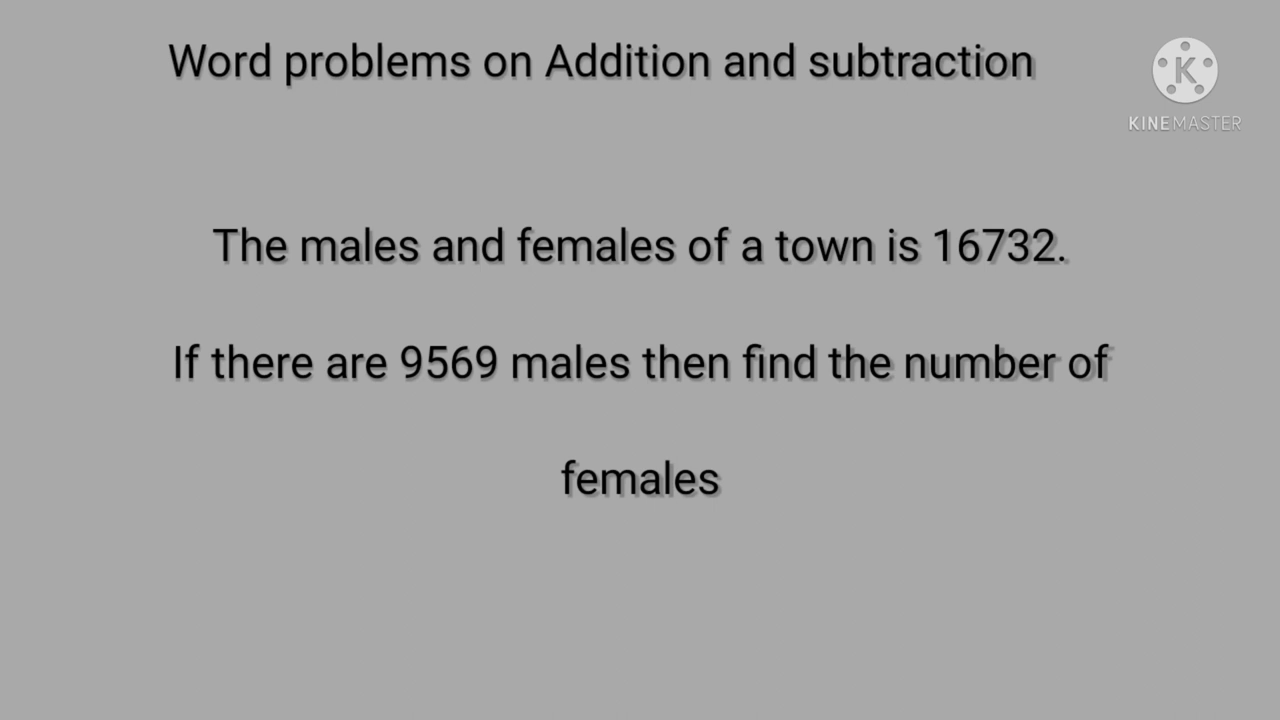 Word problems on Addition and subtraction
KINEMASTER
The males and females of a town is 16732.
If there are 9569 males then find the number of
females